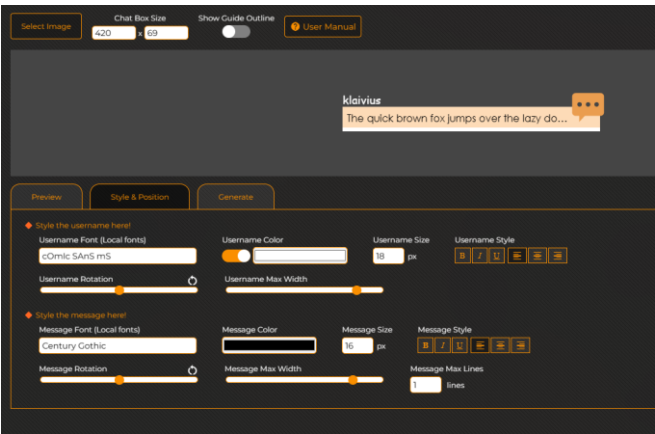 Select Image
Chat Box Size
420 x 69
Show Guide Outline
User Manual
klaivius
The quick brown fox jumps over the lazy do...
Preview
Style & Position
Generate
Style the username here!
Username Font (Local fonts)
Username Color
Username Size
Username Style
cOmIc SAnS mS
18 px
B I U
Username Rotation
Username Max Width
Style the message here!
Message Font (Local fonts)
Message Color
Message Size
Message Style
Century Gothic
16 px
B I U
Message Rotation
Message Max Width
Message Max Lines
1 lines